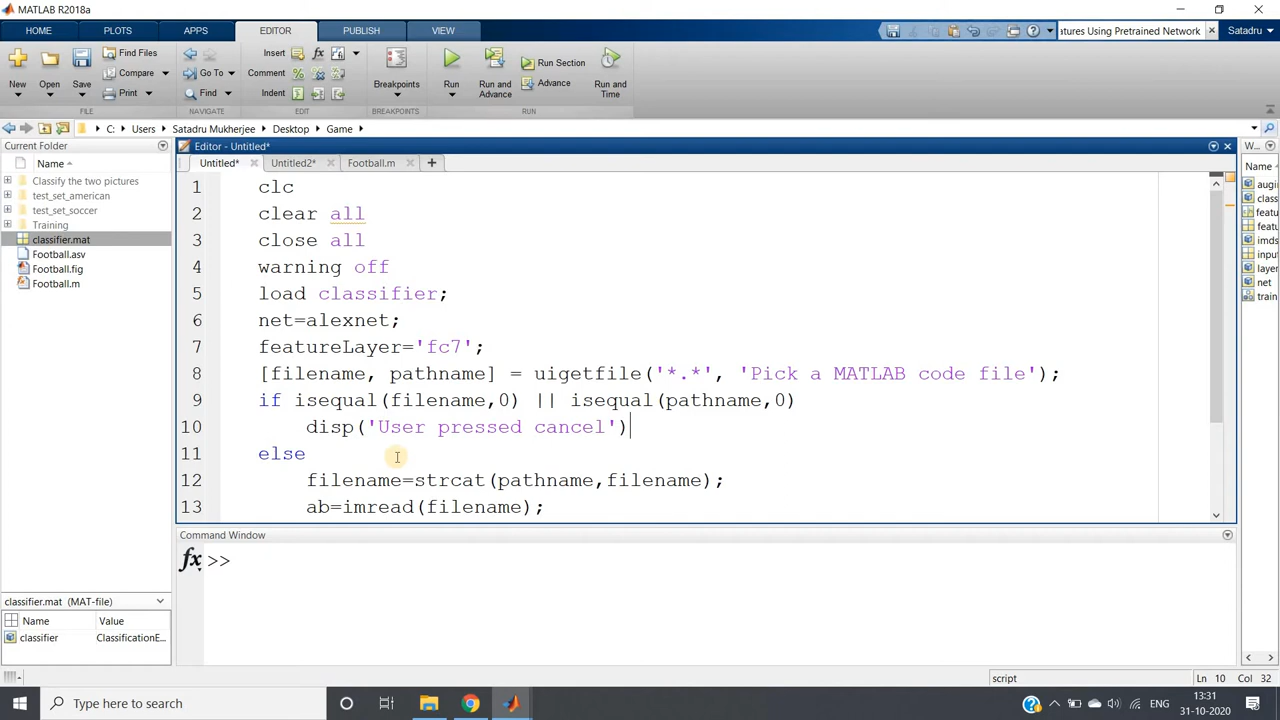 MATLAB R2018a
HOME PLOTS APPS EDITOR PUBLISH VIEW
atures Using Pretrained Network
Satadru
New Open Save
Find Files
Compare
Print
Go To
Find
Insert
Comment
Indent
Breakpoints
Run
Run and Advance
Run Section
Advance
Run and Time
FILE NAVIGATE EDIT BREAKPOINTS RUN
C: Users Satadru Mukherjee Desktop Game
Current Folder
Name
Classify the two pictures
test_set_american
test_set_soccer
Training
classifier.mat
Football.asv
Football.fig
Football.m
classifier.mat (MAT-file)
Name Value
classifier ClassificationE...
Editor - Untitled*
Untitled* Untitled2* Football.m
1 clc
2 clear all
3 close all
4 warning off
5 load classifier;
6 net=alexnet;
7 featureLayer='fc7';
8 [filename, pathname] = uigetfile('*.*', 'Pick a MATLAB code file');
9 if isequal(filename,0) || isequal(pathname,0)
10 disp('User pressed cancel')
11 else
12 filename=strcat(pathname,filename);
13 ab=imread(filename);
Command Window
fx >>
W...
Name
augi
class
featu
featu
imds
input
layer
net
train
script
Ln 10 Col 32
Type here to search
ENG
13:31
31-10-2020